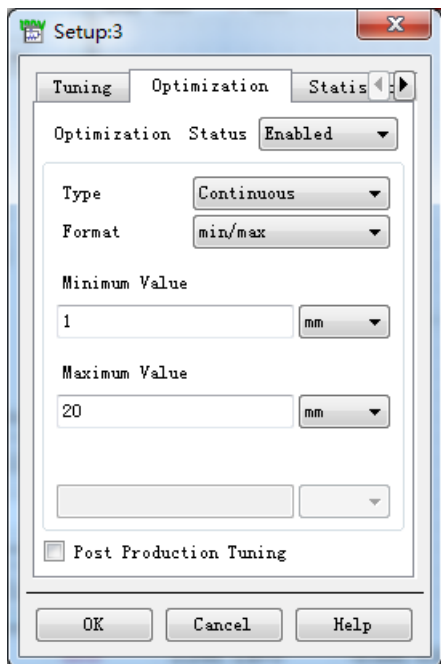 Setup:3
Tuning Optimization Statis
Optimization Status Enabled
Type Continuous
Format min/max
Minimum Value
1 mm
Maximum Value
20 mm
Post Production Tuning
OK Cancel Help